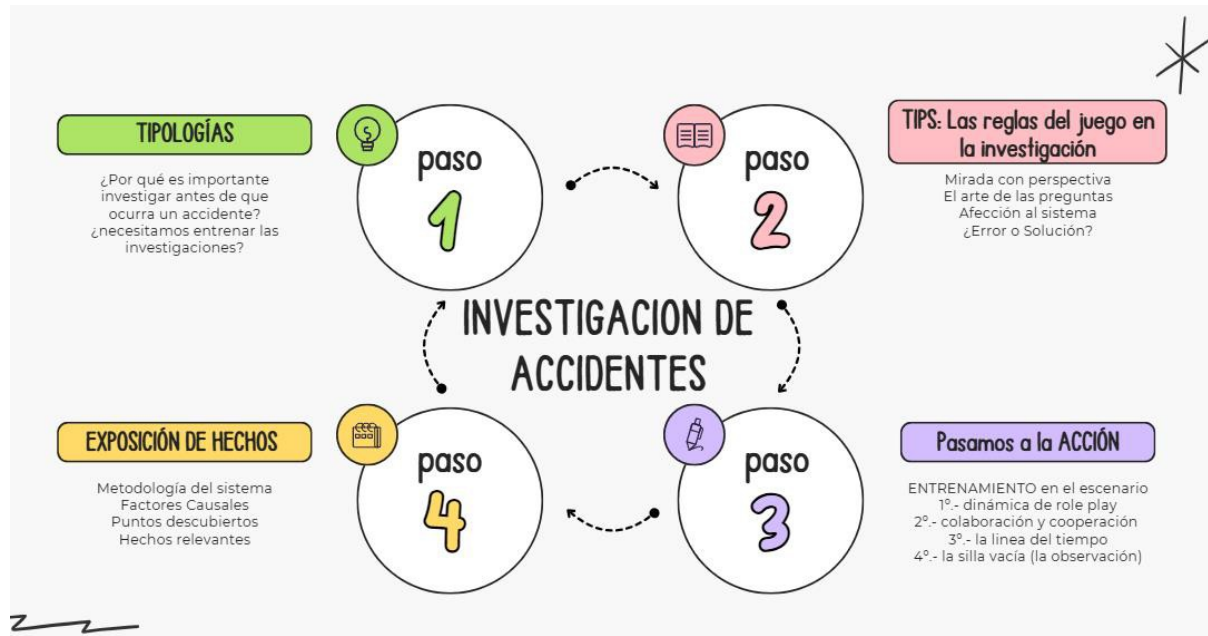 TIPOLOGÍAS
¿Por qué es importante
investigar antes de que
ocurra un accidente?
¿necesitamos entrenar las
investigaciones?
paso
1
paso
2
TIPS: Las reglas del juego en
la investigación
Mirada con perspectiva
El arte de las preguntas
Afección al sistema
¿Error o Solución?
INVESTIGACION DE
ACCIDENTES
EXPOSICIÓN DE HECHOS
Metodología del sistema
Factores Causales
Puntos descubiertos
Hechos relevantes
paso
4
paso
3
Pasamos a la ACCIÓN
ENTRENAMIENTO en el escenario
1º.- dinámica de role play
2º.- colaboración y cooperación
3º.- la linea del tiempo
4º.- la silla vacía (la observación)